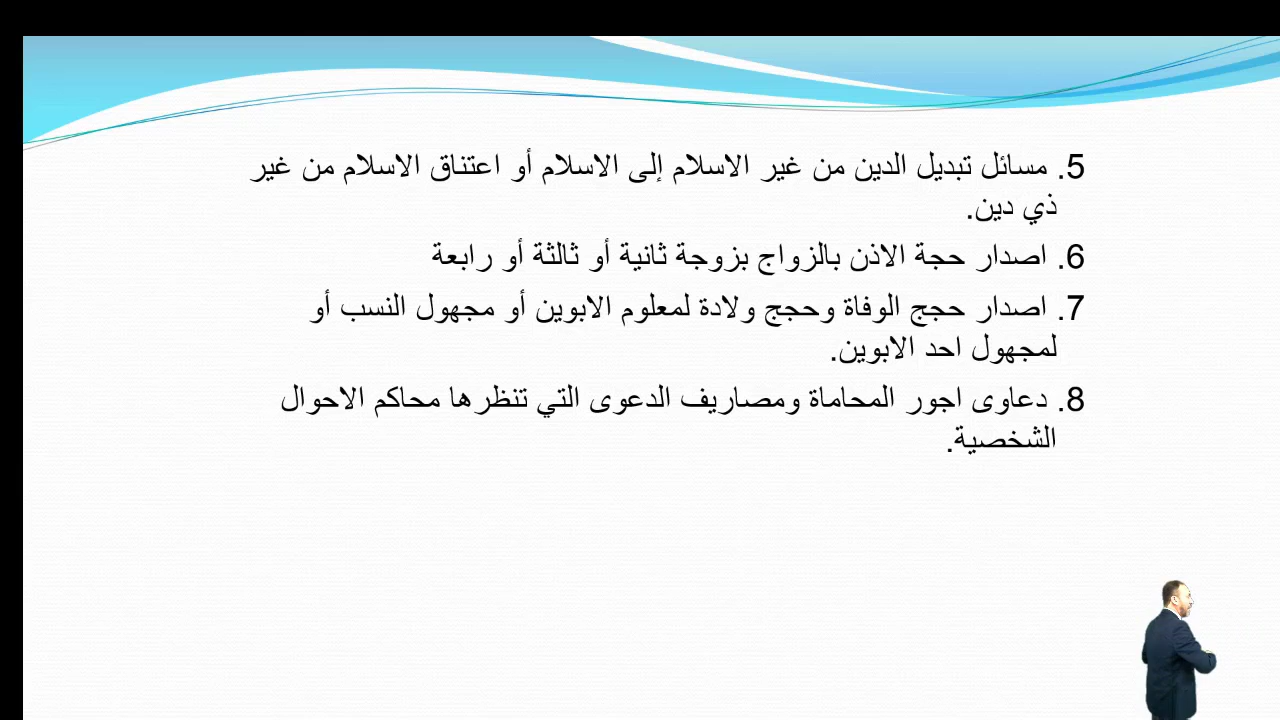 5. مسائل تبديل الدين من غير الاسلام إلى الاسلام أو اعتناق الاسلام من غير
ذي دين.
6. اصدار حجة الاذن بالزواج بزوجة ثانية أو ثالثة أو رابعة
7. اصدار حجج الوفاة وحجج ولادة لمعلوم الابوين أو مجهول النسب أو
لمجهول احد الابوين.
8. دعاوى اجور المحاماة ومصاريف الدعوى التي تنظرها محاكم الاحوال
الشخصية.